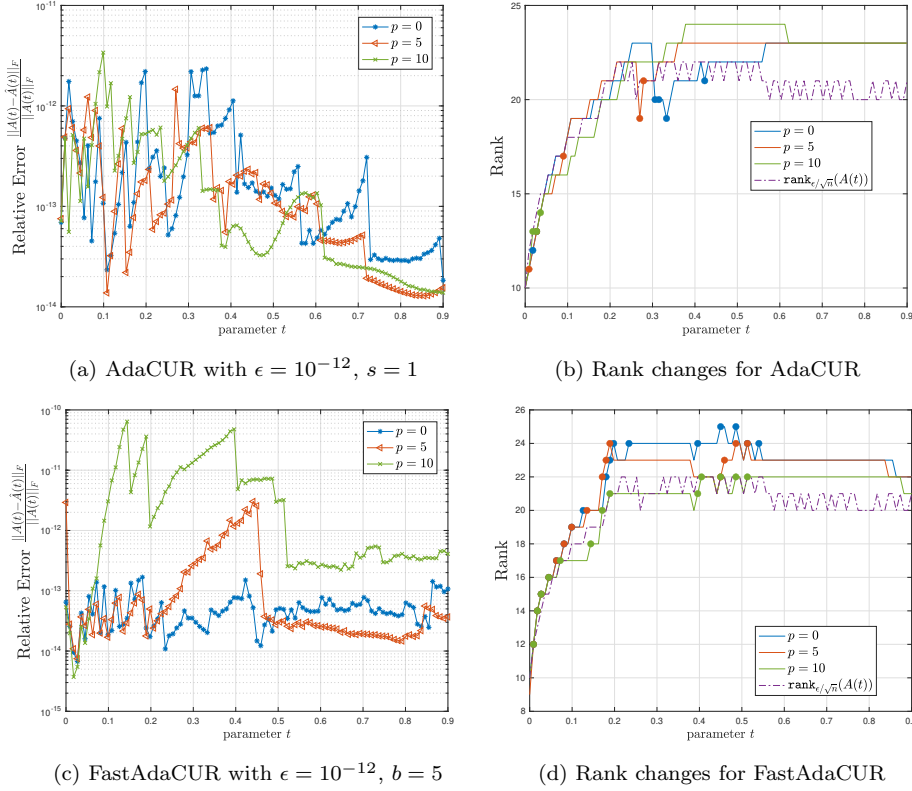 10^{-11}
10^{-12}
10^{-13}
10^{-14}
Relative Error ||A(t)−Â(t)||_F / ||A(t)||_F
p = 0
p = 5
p = 10
0 0.1 0.2 0.3 0.4 0.5 0.6 0.7 0.8 0.9
parameter t
(a) AdaCUR with ϵ = 10^{−12}, s = 1
25
20
15
10
Rank
p = 0
p = 5
p = 10
rank_{ϵ/√n}(A(t))
0 0.1 0.2 0.3 0.4 0.5 0.6 0.7 0.8 0.9
parameter t
(b) Rank changes for AdaCUR
10^{-10}
10^{-11}
10^{-12}
10^{-13}
10^{-14}
10^{-15}
Relative Error ||A(t)−Â(t)||_F / ||A(t)||_F
p = 0
p = 5
p = 10
0 0.1 0.2 0.3 0.4 0.5 0.6 0.7 0.8 0.9
parameter t
(c) FastAdaCUR with ϵ = 10^{−12}, b = 5
26
24
22
20
18
16
14
12
10
8
Rank
p = 0
p = 5
p = 10
rank_{ϵ/√n}(A(t))
0 0.1 0.2 0.3 0.4 0.5 0.6 0.7 0.8 0.9
parameter t
(d) Rank changes for FastAdaCUR